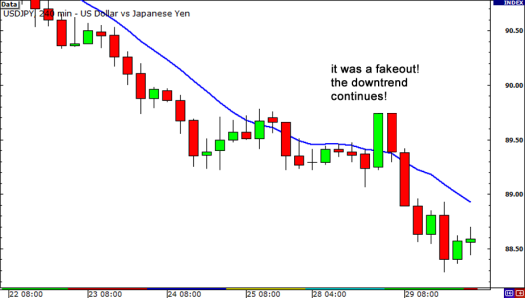 Data
INDEX
USDJPY, 240 min - US Dollar vs Japanese Yen
90.50
it was a fakeout!
the downtrend
continues!
90.00
89.50
89.00
88.50
22 08:00 23 08:00 24 08:00 25 08:00 28 04:00 29 08:00